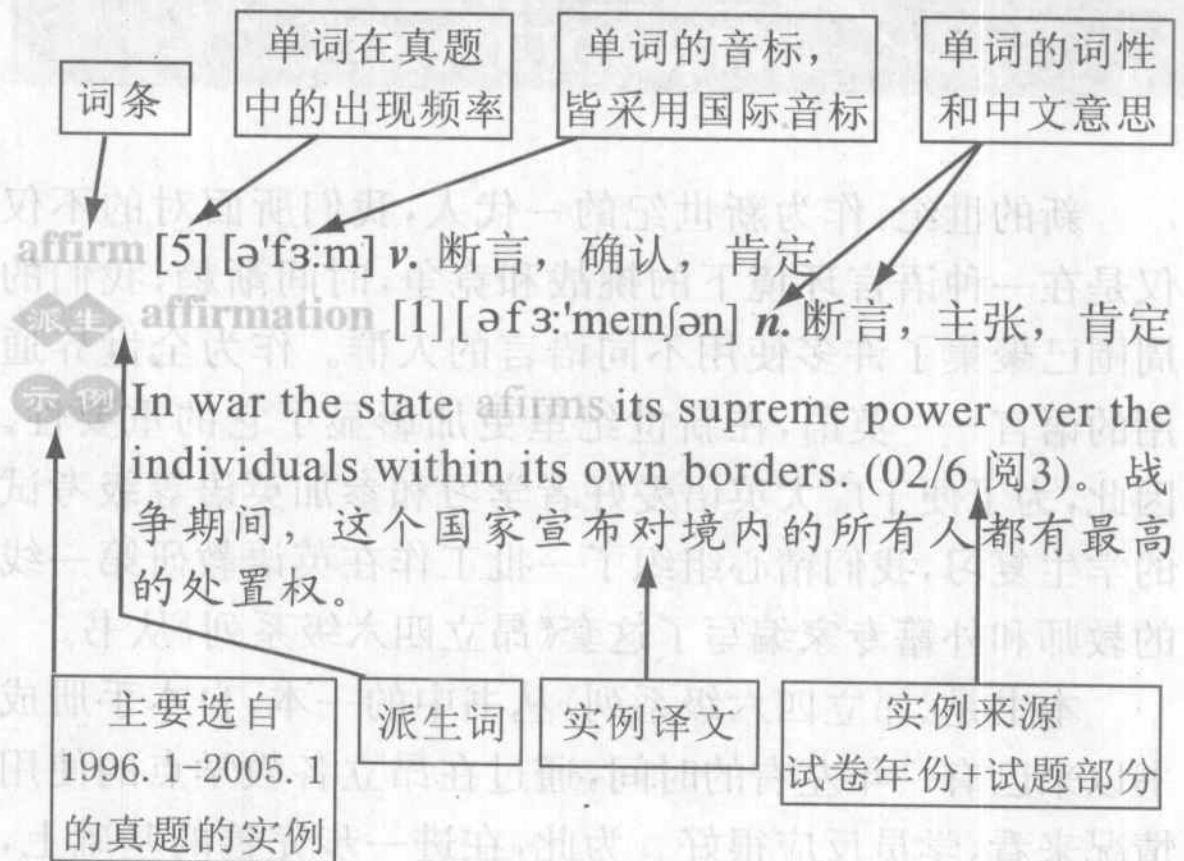 词条
单词在真题
中的出现频率
单词的音标，
皆采用国际音标
单词的词性
和中文意思
affirm [5] [ə'fɜ:m] v. 断言，确认，肯定
派生 affirmation [1] [əfɜ:'meɪnʃən] n. 断言，主张，肯定
示例 In war the state afirms its supreme power over the
individuals within its own borders. (02/6 阅3)。战
争期间，这个国家宣布对境内的所有人都有最高
的处置权。
主要选自
1996.1–2005.1
的真题的实例
派生词
实例译文
实例来源
试卷年份+试题部分